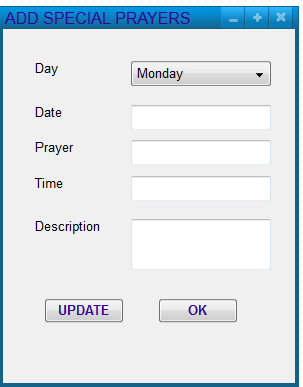 ADD SPECIAL PRAYERS
Day Monday
Date
Prayer
Time
Description
UPDATE OK